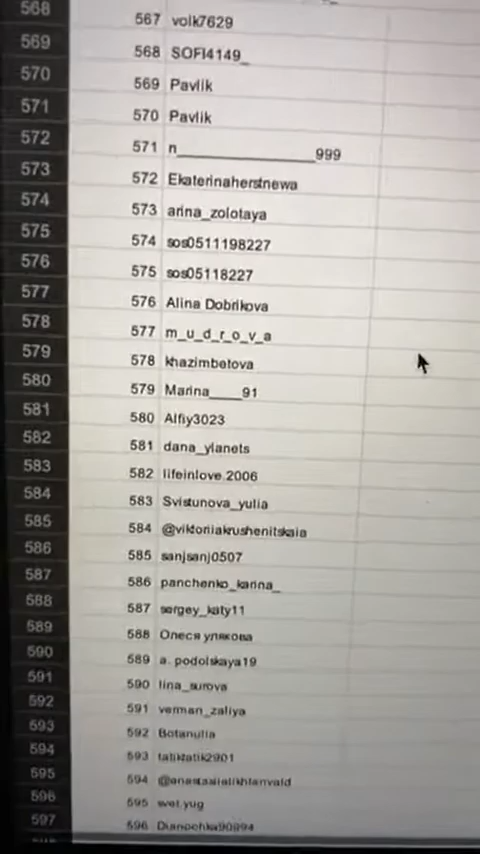 568 567 volk7629
569 568 SOFI4149_
570 569 Pavlik
571 570 Pavlik
572 571 n________________999
573 572 Ekaterinaherstnewa
574 573 arina_zolotaya
575 574 sos0511198227
576 575 sos05118227
577 576 Alina Dobrikova
578 577 m_u_d_r_o_v_a
579 578 khazimbetova
580 579 Marina____91
581 580 Alfiy3023
582 581 dana_yianets
583 582 lifeinlove.2006
584 583 Svistunova_yulia
585 584 @viktoriiakrushenitskaia
586 585 sanjsanj0507
587 586 panchenko_karina_
588 587 sergey_katy11
589 588 Олеся улякова
590 589 a. podolskaya19
591 590 lina_surova
592 591 verman_zaliya
593 592 Botanulia
594 593 taliktatik2901
595 594
596 595 svet.yug
597 596 Dianochka90894